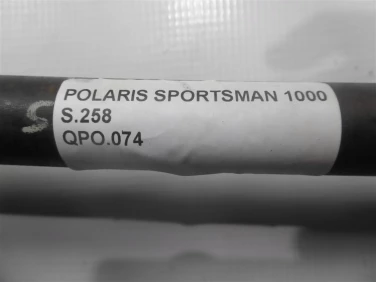 POLARIS SPORTSMAN 1000
S.258
QPO.074
S